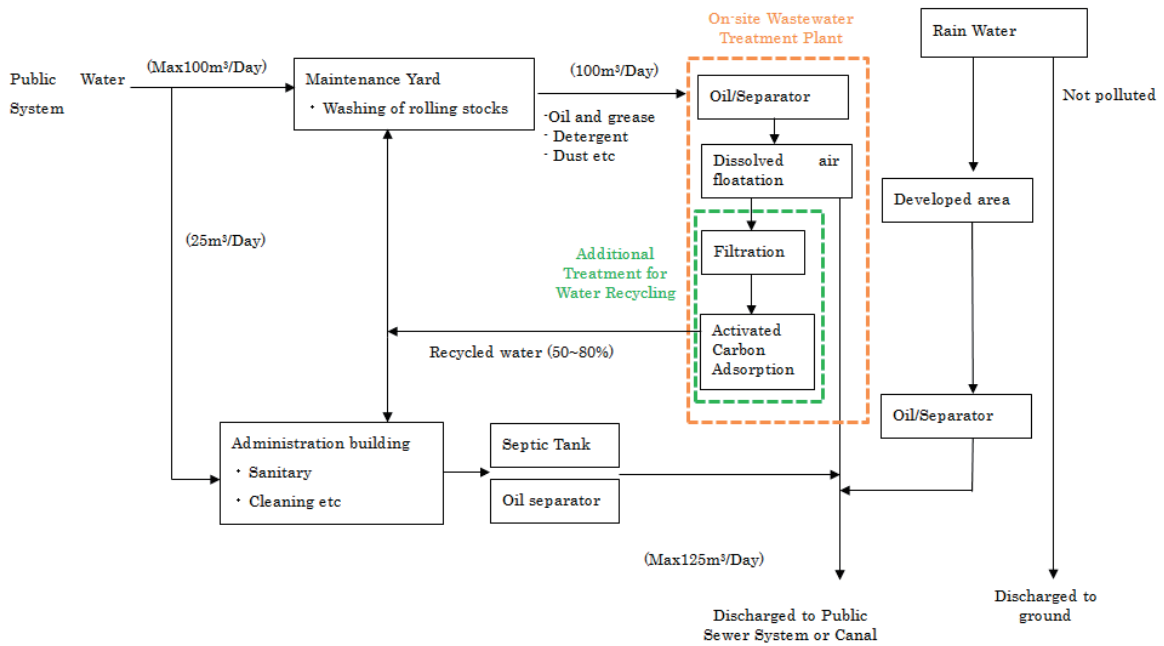 On-site Wastewater
Treatment Plant
Rain Water
Public Water
System
(Max100m³/Day)
Maintenance Yard
・Washing of rolling stocks
(100m³/Day)
-Oil and grease
- Detergent
- Dust etc
Oil/Separator
Not polluted
Dissolved air
floatation
Developed area
(25m³/Day)
Additional
Treatment for
Water Recycling
Filtration
Recycled water (50~80%)
Activated
Carbon
Adsorption
Oil/Separator
Administration building
・Sanitary
・Cleaning etc
Septic Tank
Oil separator
(Max125m³/Day)
Discharged to Public
Sewer System or Canal
Discharged to
ground